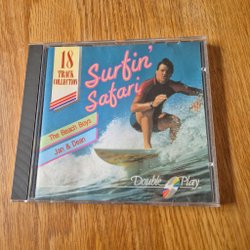 18
TRACK
COLLECTION
Surfin'
Safari
The Beach Boys
Jan & Dean
Double Play